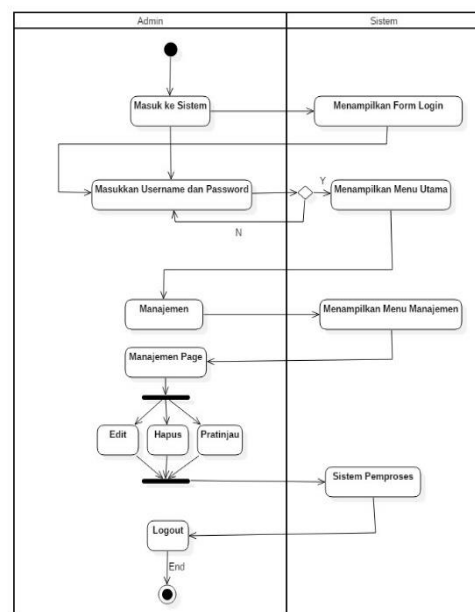 Admin
Sistem
Masuk ke Sistem
Menampilkan Form Login
Masukkan Username dan Password
Y
Menampilkan Menu Utama
N
Manajemen
Menampilkan Menu Manajemen
Manajemen Page
Edit
Hapus
Pratinjau
Sistem Pemproses
Logout
End